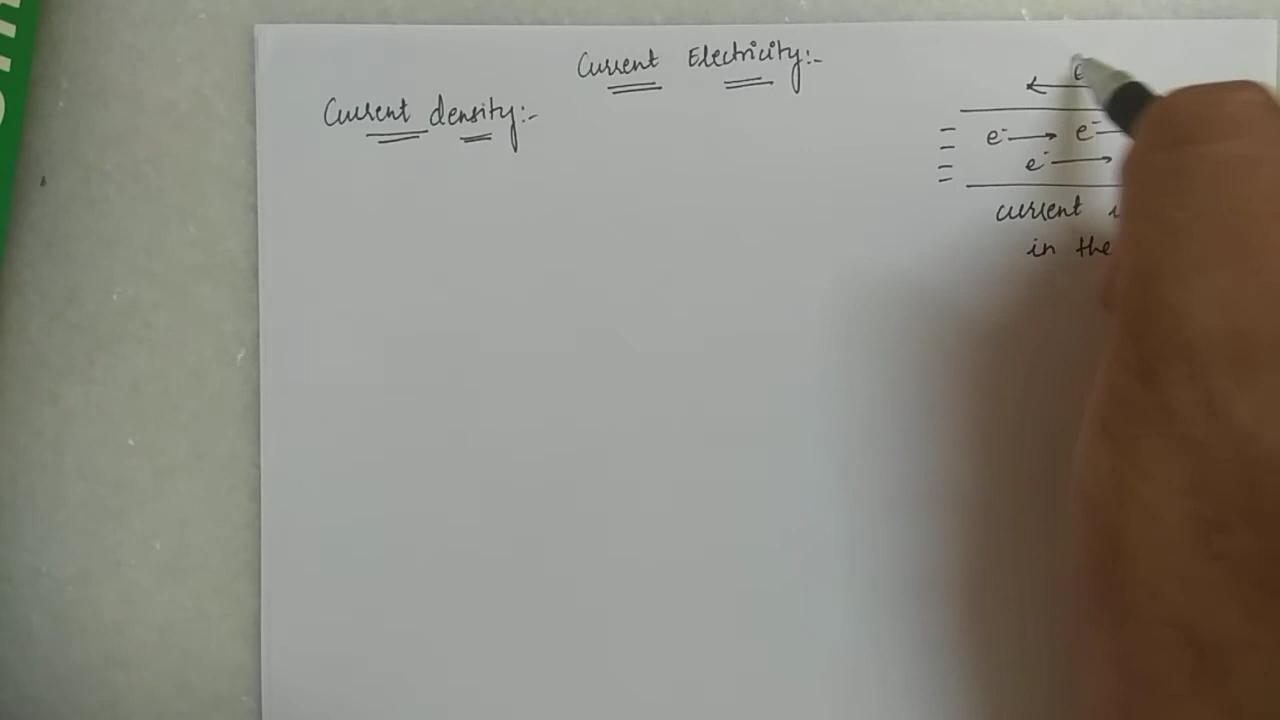 Current Electricity:-
Current density:-
e
e⁻ e⁻
e⁻
current
in the